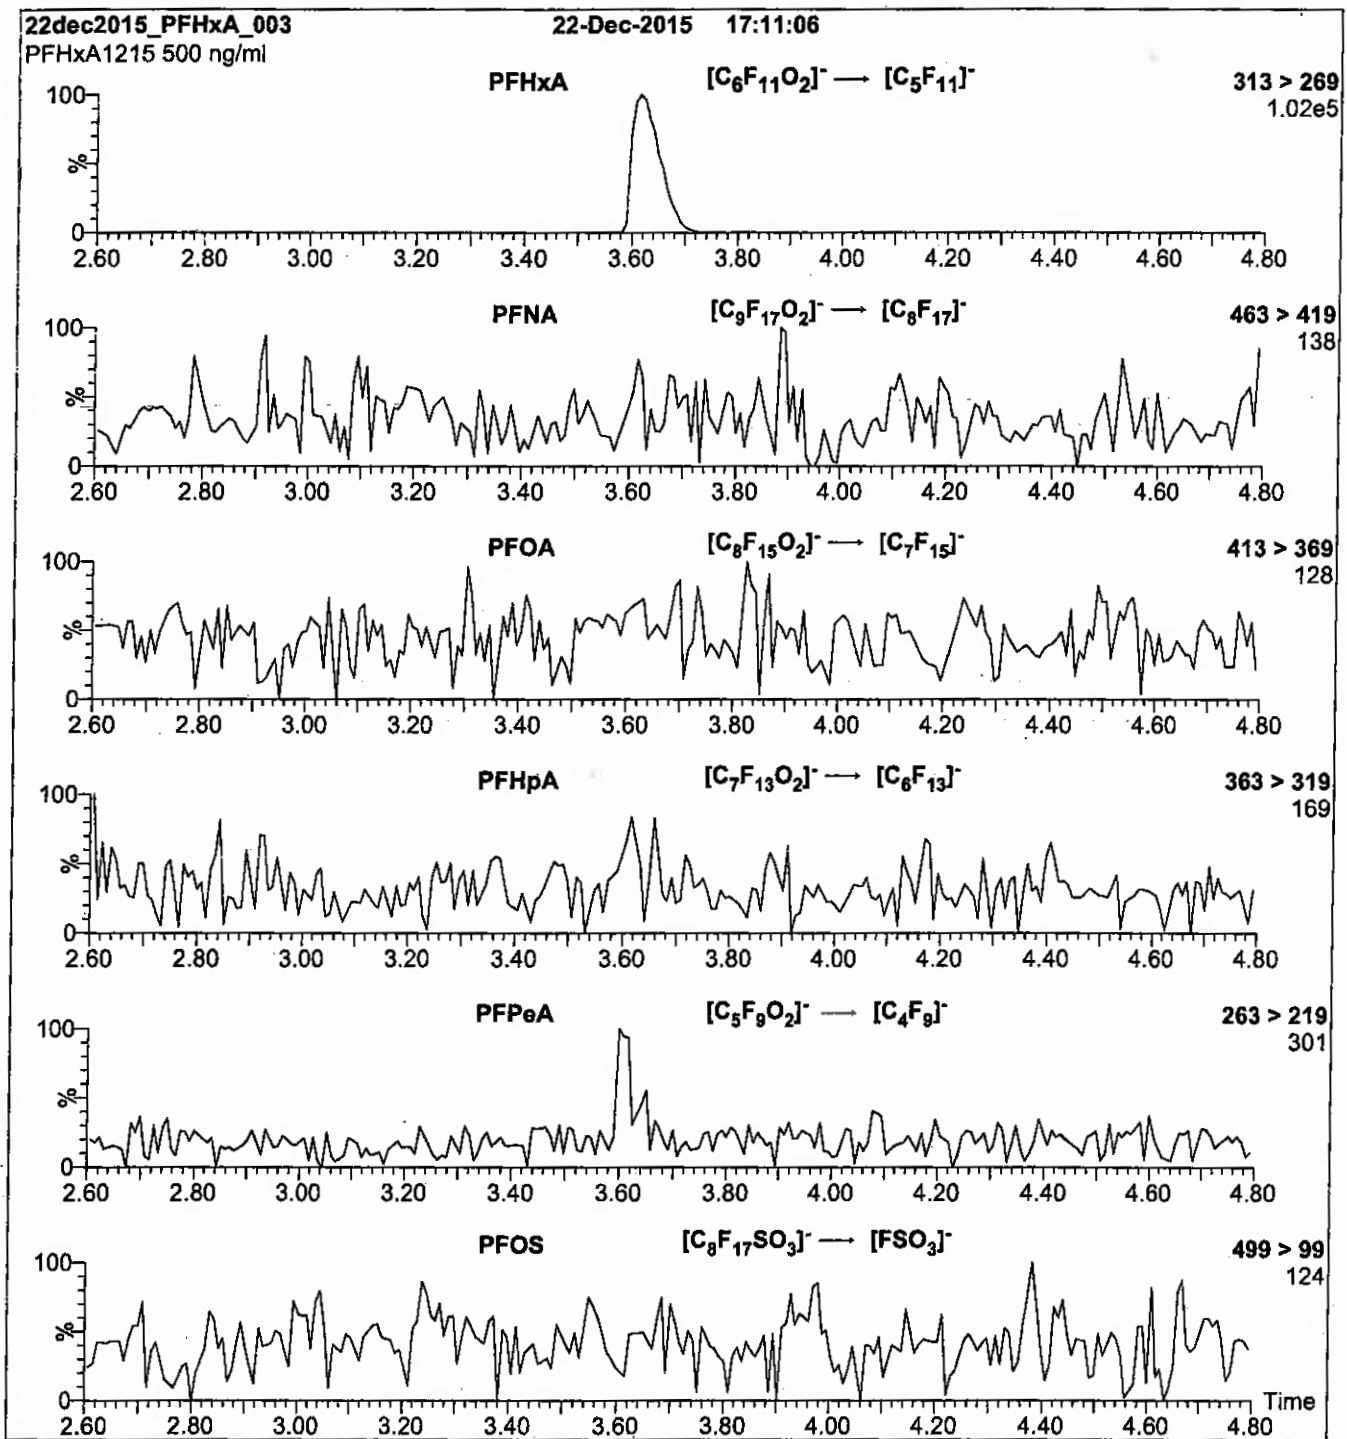 22dec2015_PFHxA_003 22-Dec-2015 17:11:06
PFHxA1215 500 ng/ml
PFHxA [C6F11O2]- → [C5F11]- 313 > 269
1.02e5
100
%
0
2.60 2.80 3.00 3.20 3.40 3.60 3.80 4.00 4.20 4.40 4.60 4.80
PFNA [C9F17O2]- → [C8F17]- 463 > 419
138
100
%
0
2.60 2.80 3.00 3.20 3.40 3.60 3.80 4.00 4.20 4.40 4.60 4.80
PFOA [C8F15O2]- → [C7F15]- 413 > 369
128
100
%
0
2.60 2.80 3.00 3.20 3.40 3.60 3.80 4.00 4.20 4.40 4.60 4.80
PFHpA [C7F13O2]- → [C6F13]- 363 > 319
169
100
%
0
2.60 2.80 3.00 3.20 3.40 3.60 3.80 4.00 4.20 4.40 4.60 4.80
PFPeA [C5F9O2]- → [C4F9]- 263 > 219
301
100
%
0
2.60 2.80 3.00 3.20 3.40 3.60 3.80 4.00 4.20 4.40 4.60 4.80
PFOS [C8F17SO3]- → [FSO3]- 499 > 99
124
100
%
0
Time
2.60 2.80 3.00 3.20 3.40 3.60 3.80 4.00 4.20 4.40 4.60 4.80